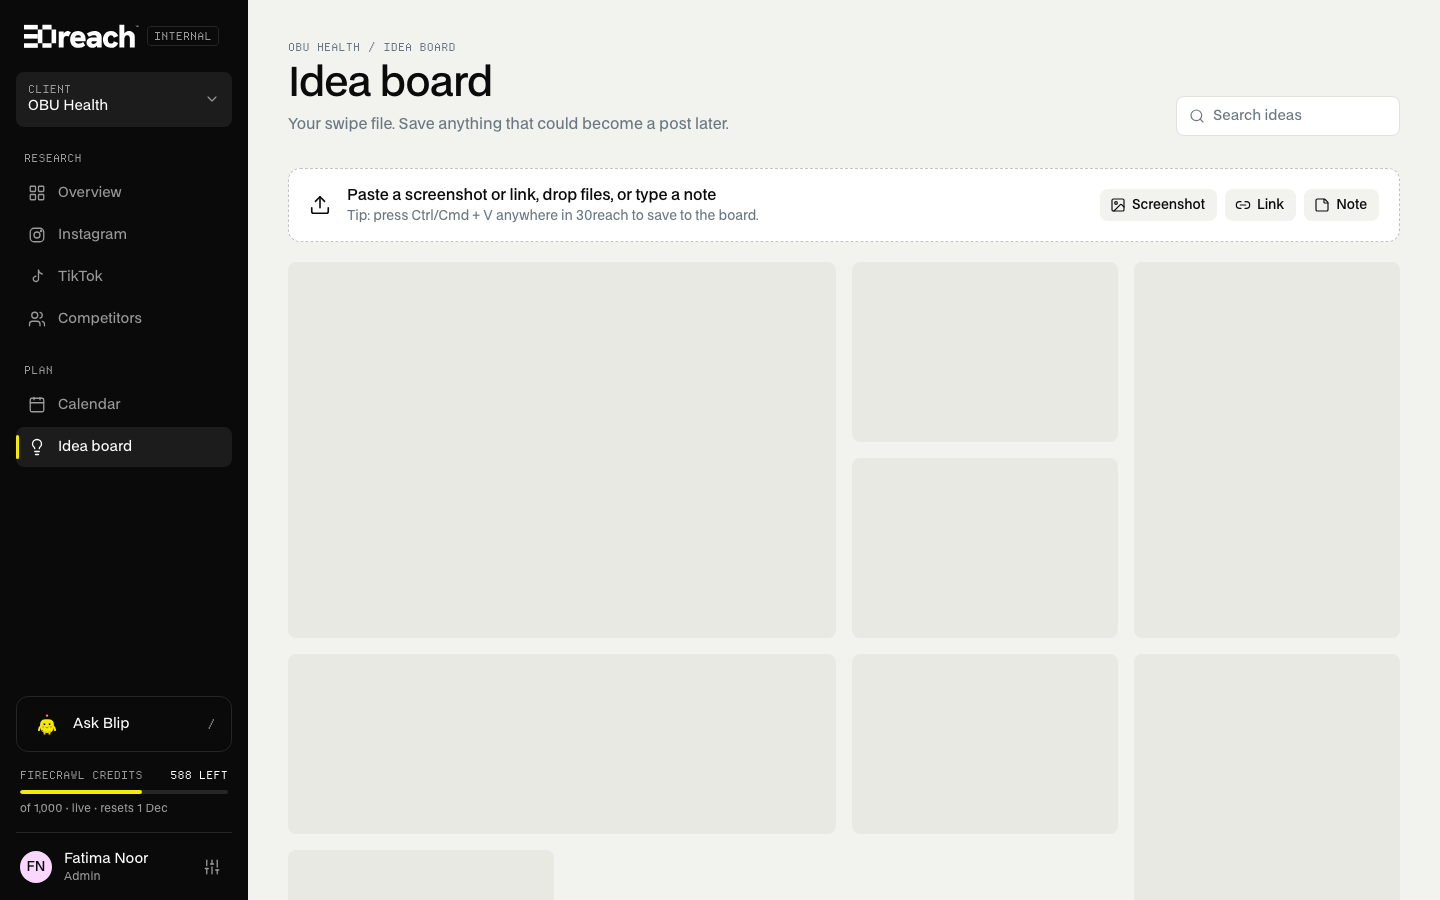 30reach
INTERNAL
CLIENT
OBU Health
RESEARCH
Overview
Instagram
TikTok
Competitors
PLAN
Calendar
Idea board
Ask Blip
/
FIRECRAWL CREDITS
588 LEFT
of 1,000 · live · resets 1 Dec
FN
Fatima Noor
Admin
OBU HEALTH / IDEA BOARD
Idea board
Your swipe file. Save anything that could become a post later.
Search ideas
Paste a screenshot or link, drop files, or type a note
Tip: press Ctrl/Cmd + V anywhere in 30reach to save to the board.
Screenshot
Link
Note